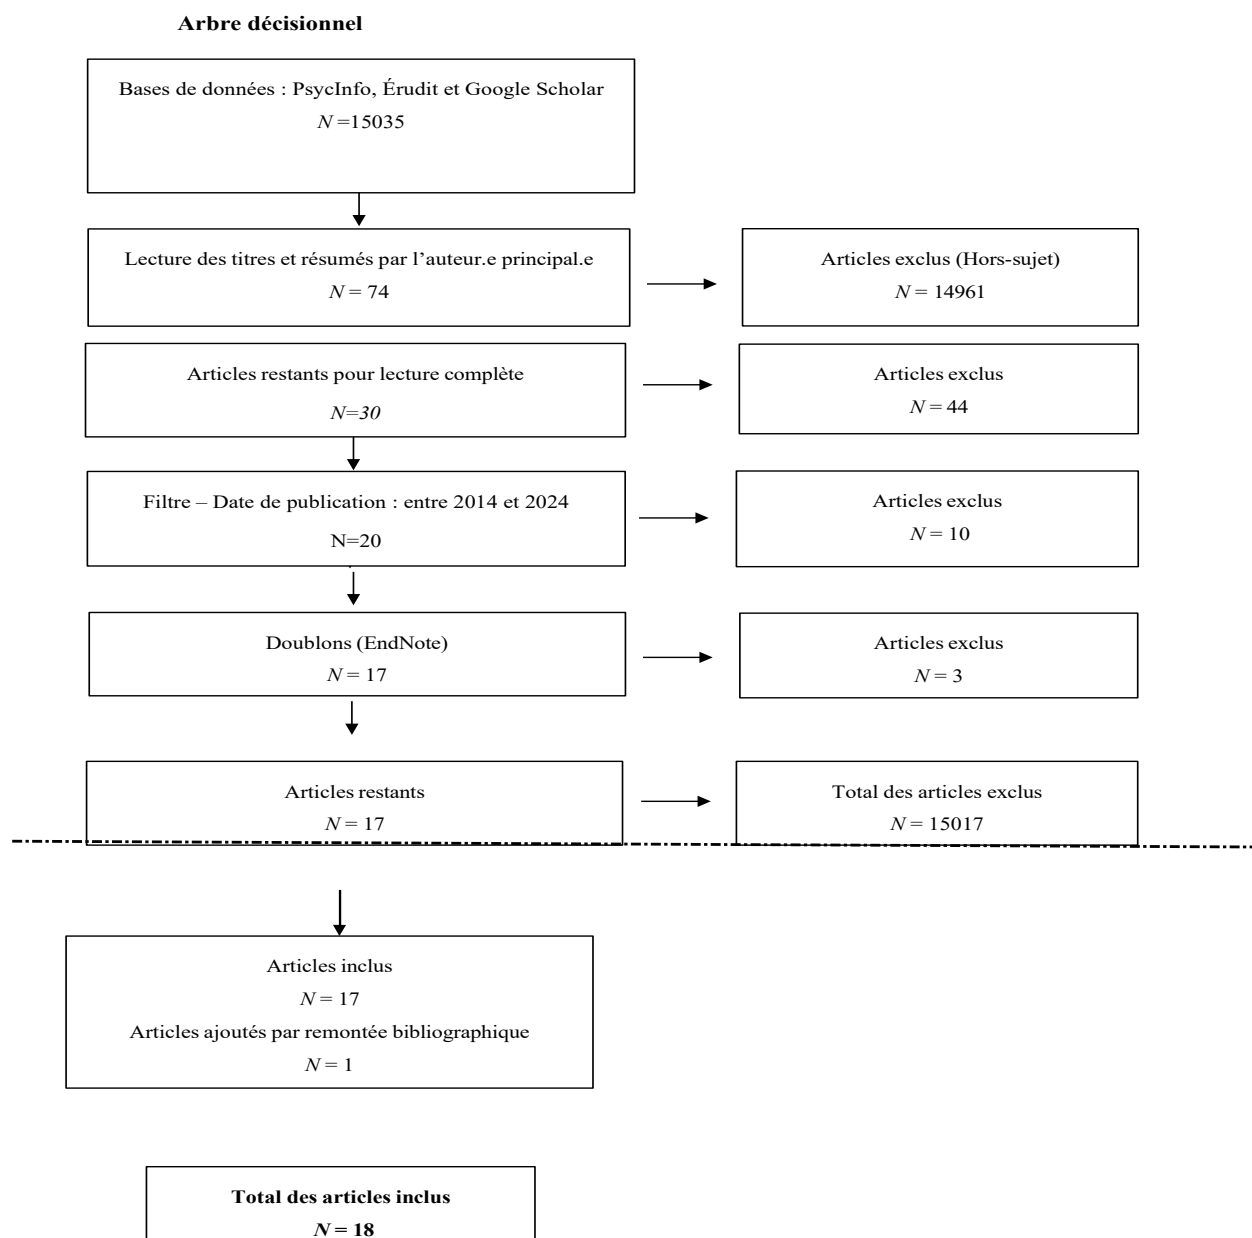 Arbre décisionnel
Bases de données : PsycInfo, Érudit et Google Scholar
N =15035
Lecture des titres et résumés par l’auteur.e principal.e
N = 74
Articles exclus (Hors-sujet)
N = 14961
Articles restants pour lecture complète
N=30
Articles exclus
N = 44
Filtre – Date de publication : entre 2014 et 2024
N=20
Articles exclus
N = 10
Doublons (EndNote)
N = 17
Articles exclus
N = 3
Articles restants
N = 17
Total des articles exclus
N = 15017
Articles inclus
N = 17
Articles ajoutés par remontée bibliographique
N = 1
Total des articles inclus
N = 18